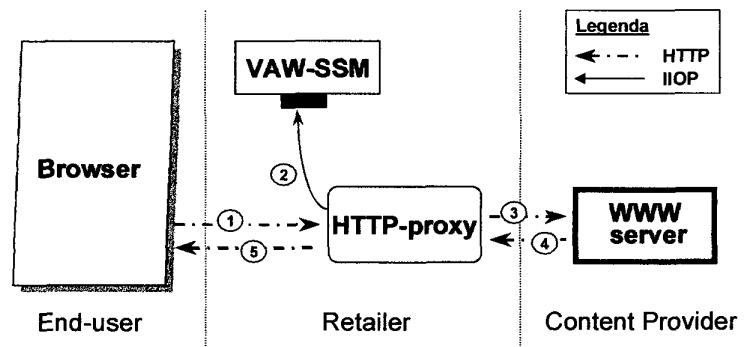 Legenda
HTTP
IIOP
VAW-SSM
Browser
2
1
HTTP-proxy
3
WWW
server
5
4
End-user
Retailer
Content Provider